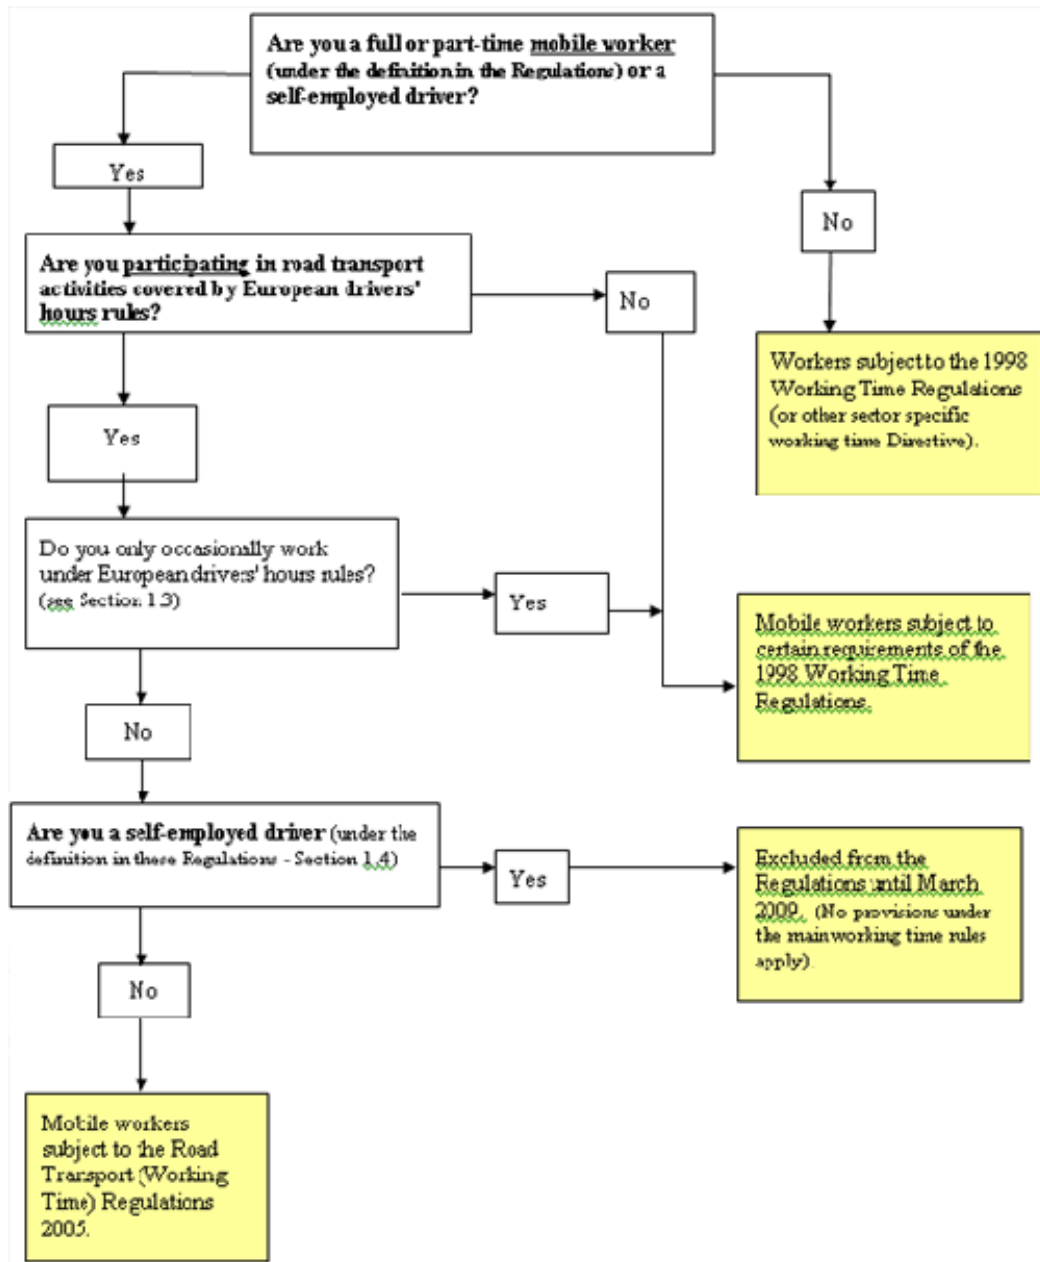 Are you a full or part-time mobile worker
(under the definition in the Regulations) or a
self-employed driver?
Yes
No
Are you participating in road transport
activities covered by European drivers'
hours rules?
No
Workers subject to the 1998
Working Time Regulations
(or other sector specific
working time Directive).
Yes
Do you only occasionally work
under European drivers' hours rules?
(see Section 1.3)
Yes
Mobile workers subject to
certain requirements of the
1998 Working Time
Regulations.
No
Are you a self-employed driver (under the
definition in these Regulations - Section 1.4)
Yes
Excluded from the
Regulations until March
2009. (No provisions under
the main working time rules
apply).
No
Mobile workers
subject to the Road
Transport (Working
Time) Regulations
2005.